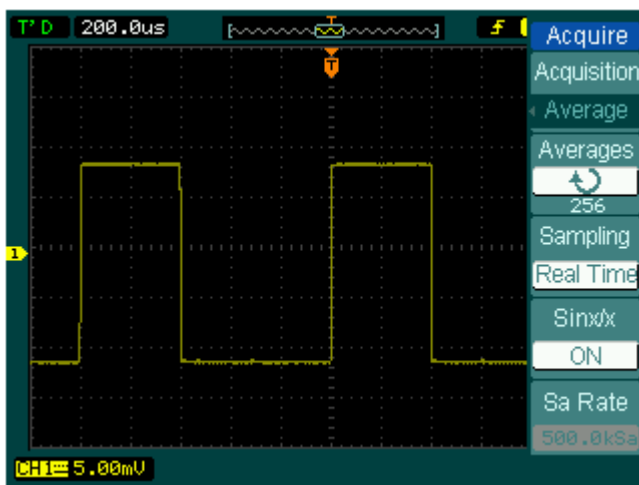 T'D 200.0us T
T
Acquire
Acquisition
Average
Averages
256
Sampling
Real Time
Sinx/x
ON
Sa Rate
500.0kSa
1
CH1 5.00mV